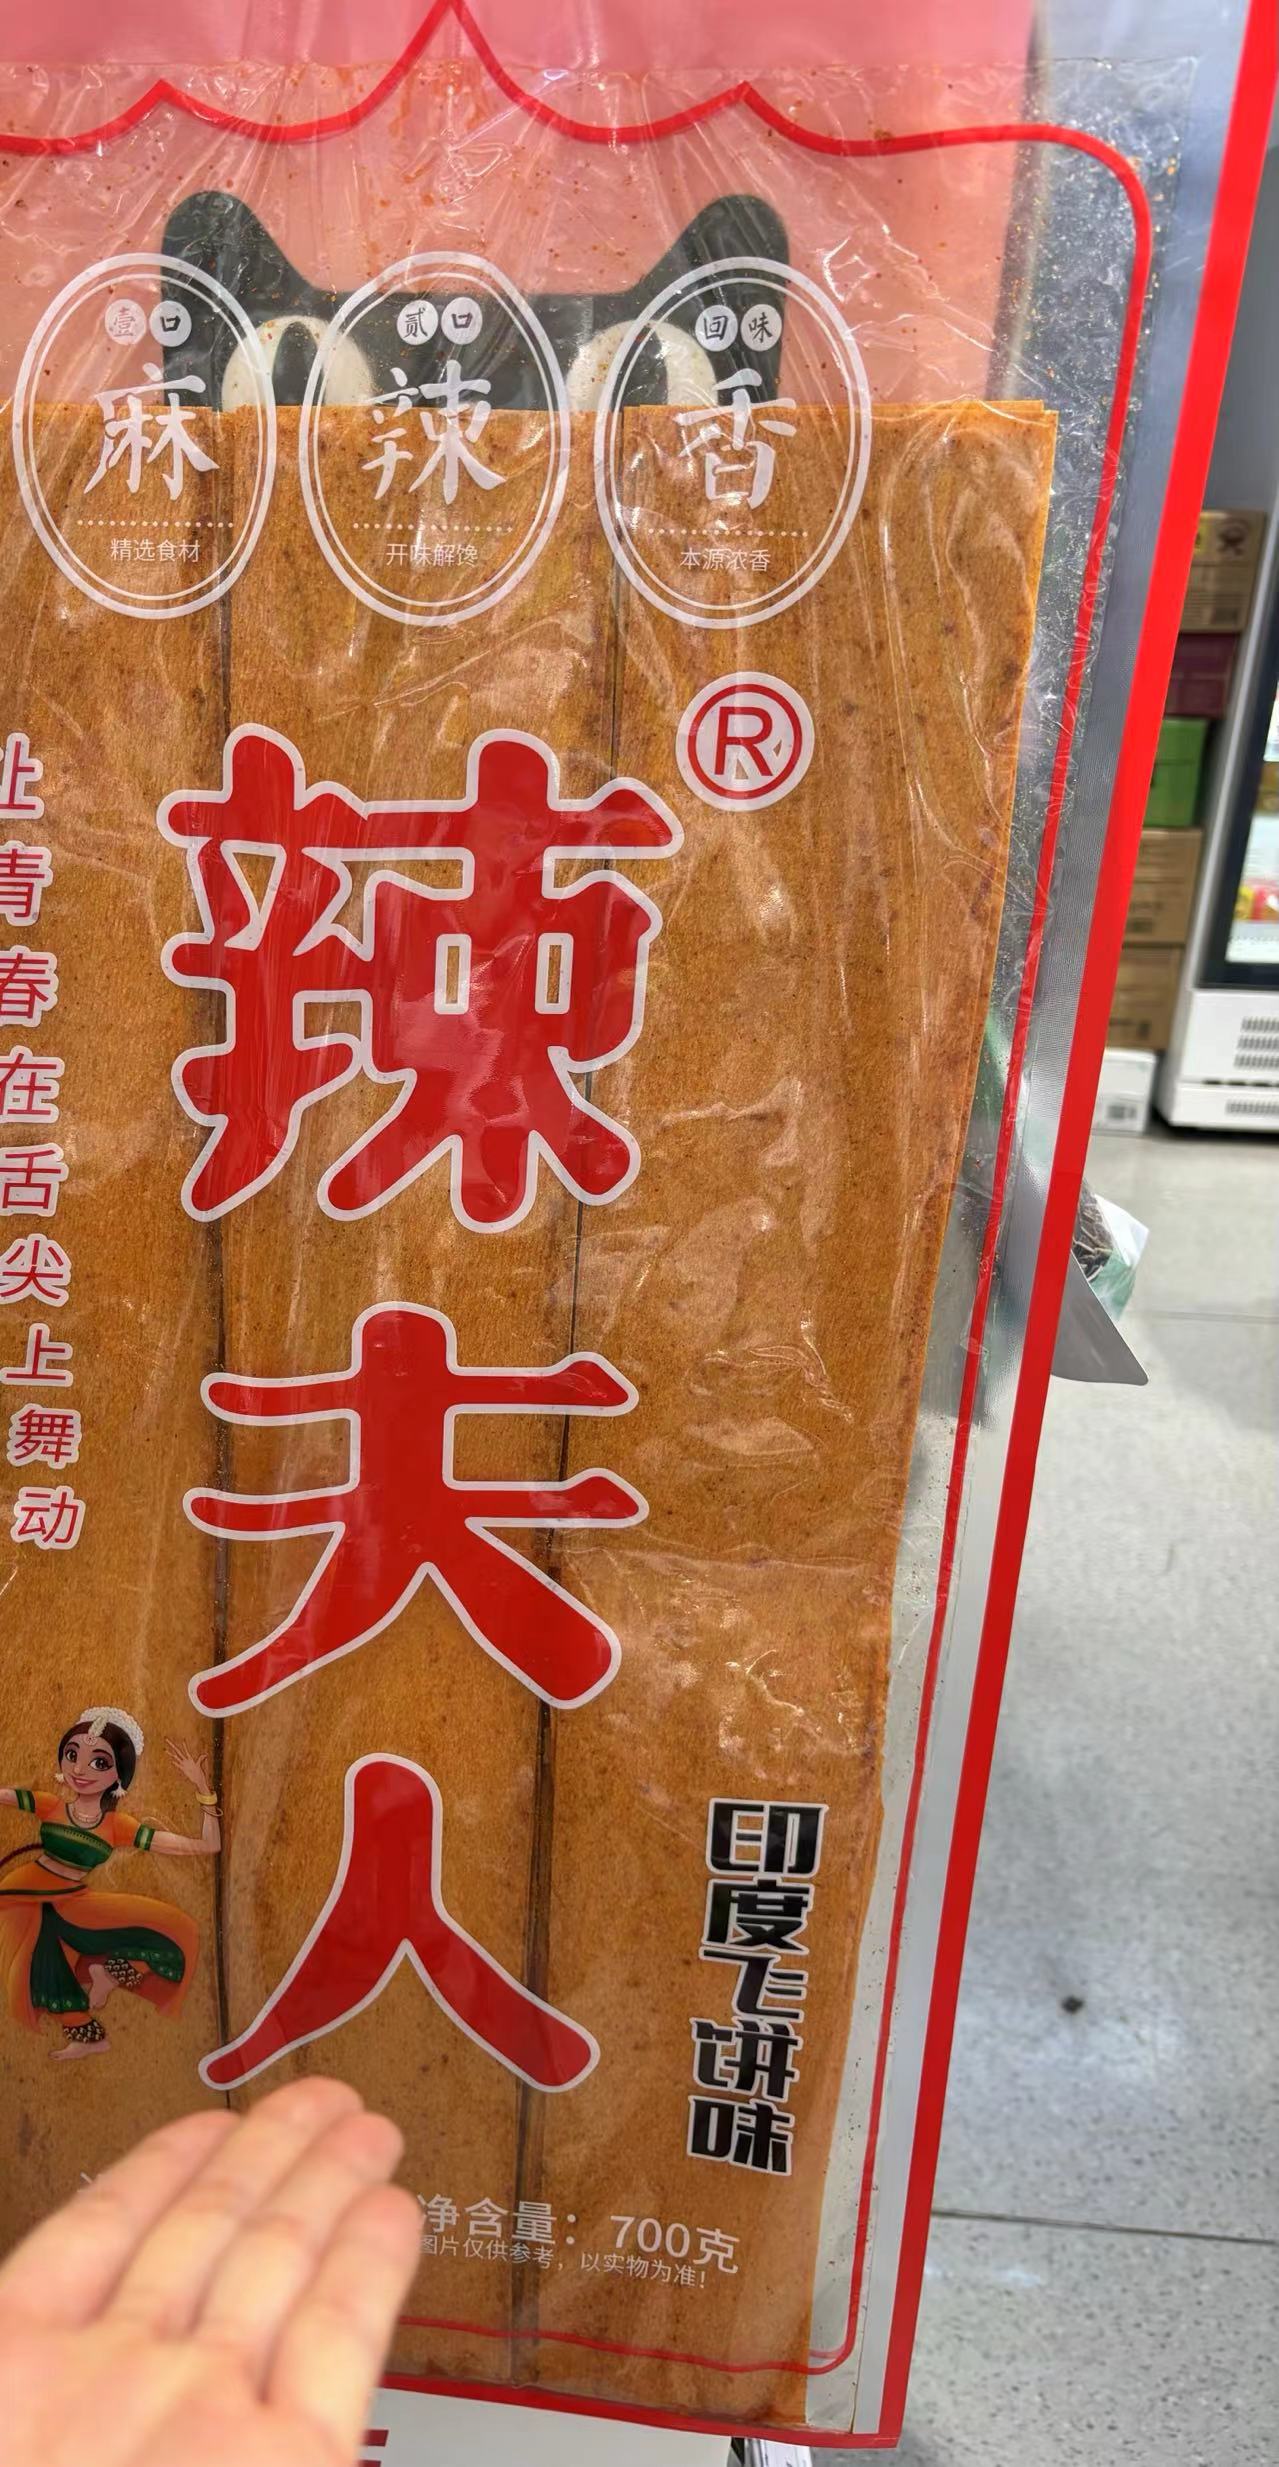 壹口
麻
精选食材
贰口
辣
开味解馋
回味
香
本源浓香
®
辣夫人
让青春在舌尖上舞动
印度飞饼味
净含量：700克
图片仅供参考，以实物为准！